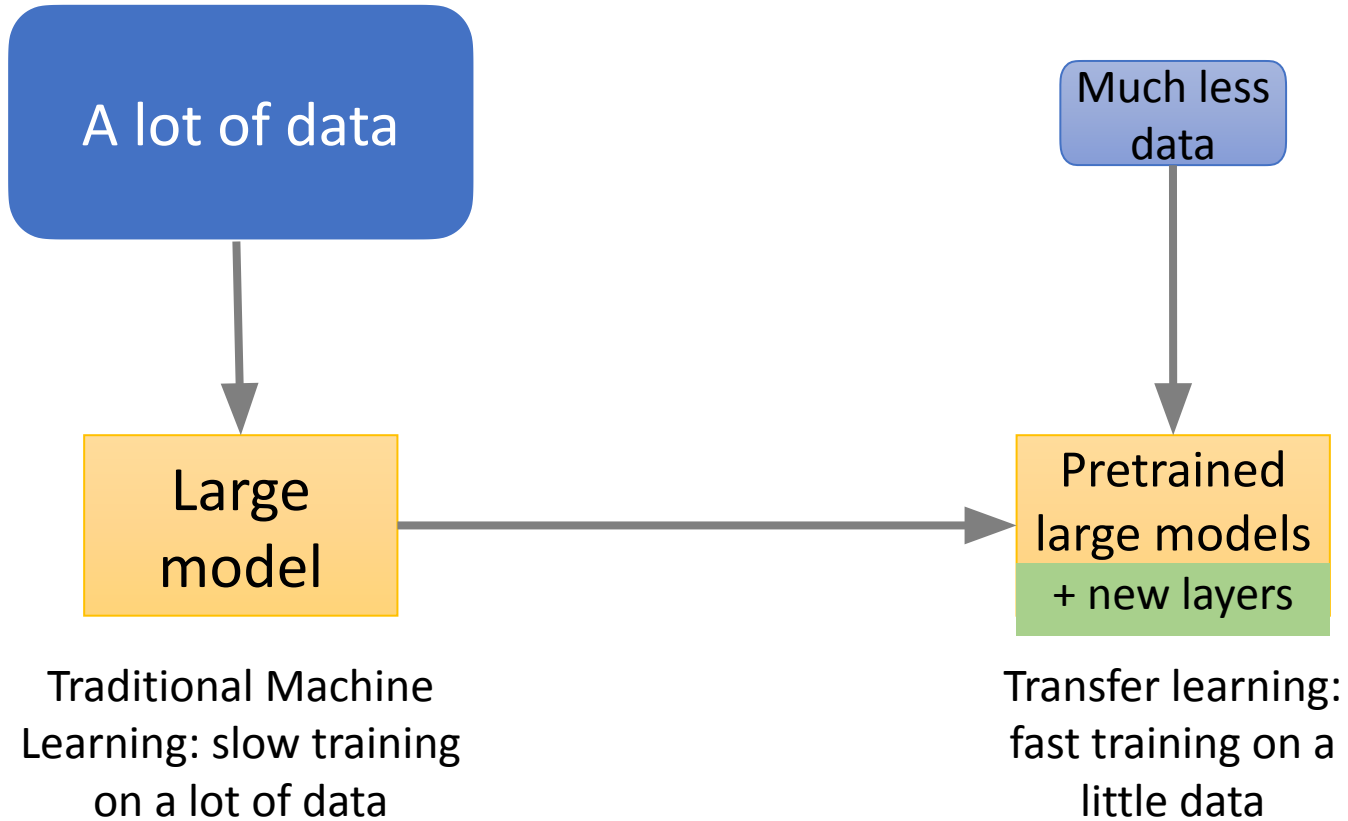 A lot of data
Much less
data
Large
model
Pretrained
large models
+ new layers
Traditional Machine
Learning: slow training
on a lot of data
Transfer learning:
fast training on a
little data